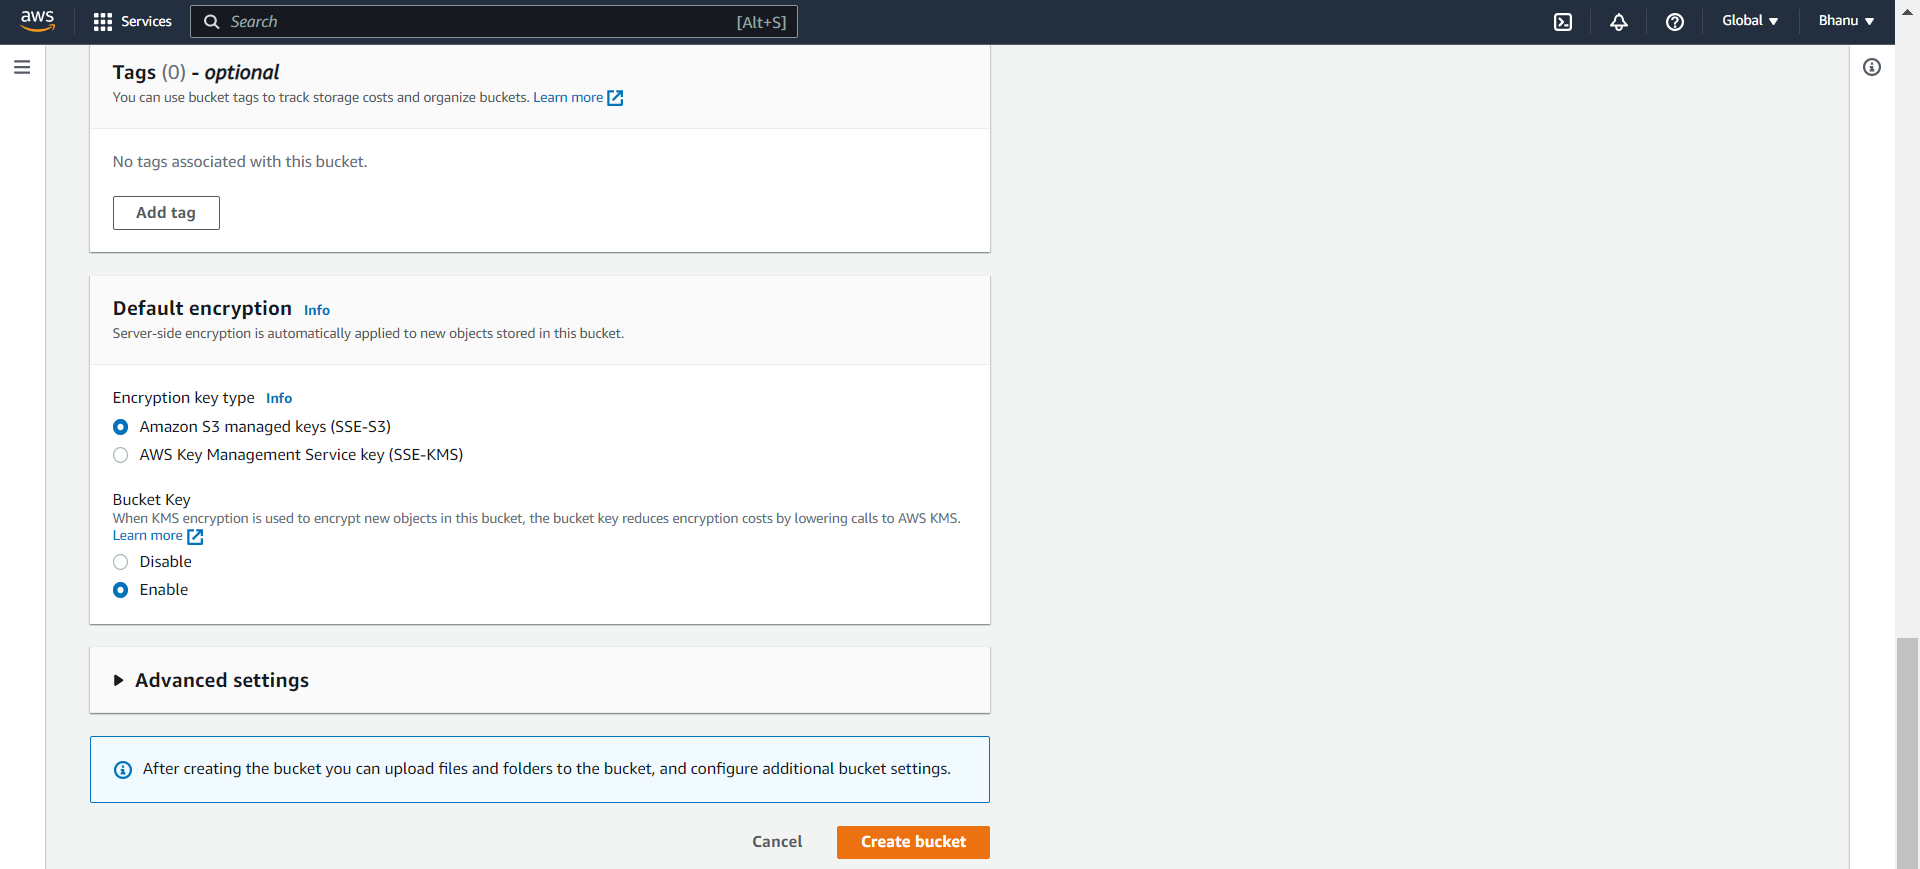 aws
Services
Search
[Alt+S]
Global
Bhanu
Tags (0) - optional
You can use bucket tags to track storage costs and organize buckets. Learn more
No tags associated with this bucket.
Add tag
Default encryption Info
Server-side encryption is automatically applied to new objects stored in this bucket.
Encryption key type Info
Amazon S3 managed keys (SSE-S3)
AWS Key Management Service key (SSE-KMS)
Bucket Key
When KMS encryption is used to encrypt new objects in this bucket, the bucket key reduces encryption costs by lowering calls to AWS KMS.
Learn more
Disable
Enable
Advanced settings
After creating the bucket you can upload files and folders to the bucket, and configure additional bucket settings.
Cancel
Create bucket